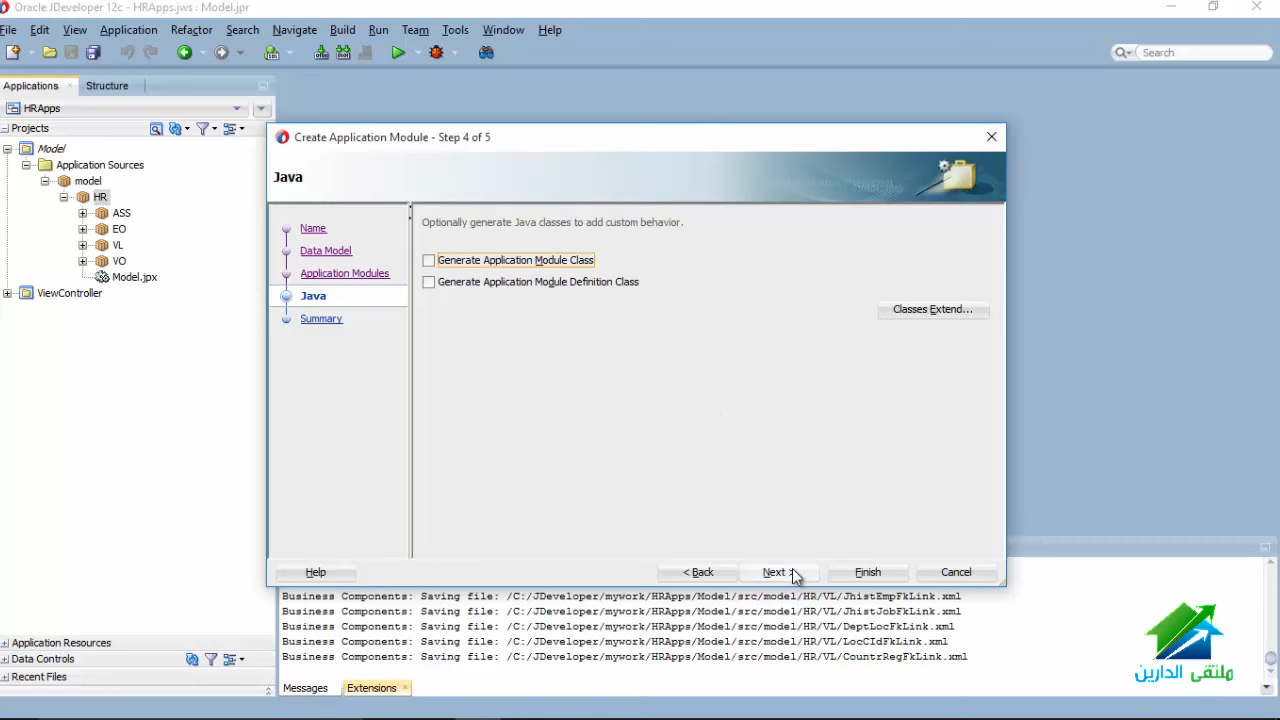 Oracle JDeveloper 12c - HRApps.jws : Model.jpr
File Edit View Application Refactor Search Navigate Build Run Team Tools Window Help
Search
Applications
Structure
HRApps
Projects
Model
Application Sources
model
HR
ASS
EO
VL
VO
Model.jpx
ViewController
Application Resources
Data Controls
Recent Files
Create Application Module - Step 4 of 5
Java
Name
Data Model
Application Modules
Java
Summary
Optionally generate Java classes to add custom behavior.
Generate Application Module Class
Generate Application Module Definition Class
Classes Extend...
Help
< Back
Next >
Finish
Cancel
Business Components: Saving file: /C:/JDeveloper/mywork/HRApps/Model/src/model/HR/VL/JhistEmpFkLink.xml
Business Components: Saving file: /C:/JDeveloper/mywork/HRApps/Model/src/model/HR/VL/JhistJobFkLink.xml
Business Components: Saving file: /C:/JDeveloper/mywork/HRApps/Model/src/model/HR/VL/DeptLocFkLink.xml
Business Components: Saving file: /C:/JDeveloper/mywork/HRApps/Model/src/model/HR/VL/LocCIdFkLink.xml
Business Components: Saving file: /C:/JDeveloper/mywork/HRApps/Model/src/model/HR/VL/CountrRegFkLink.xml
Messages
Extensions
ملتقى الدارين